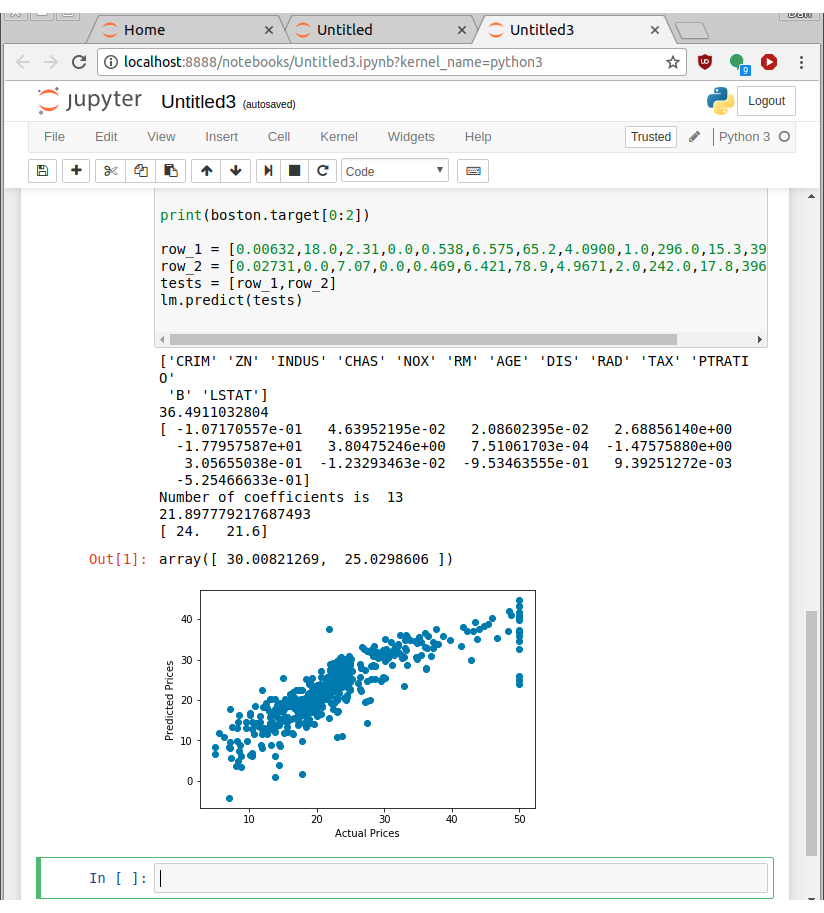 Home × Untitled × Untitled3 ×
localhost:8888/notebooks/Untitled3.ipynb?kernel_name=python3 UD 9
jupyter Untitled3 (autosaved) Logout
File Edit View Insert Cell Kernel Widgets Help Trusted Python 3
Code
print(boston.target[0:2])
row_1 = [0.00632,18.0,2.31,0.0,0.538,6.575,65.2,4.0900,1.0,296.0,15.3,39
row_2 = [0.02731,0.0,7.07,0.0,0.469,6.421,78.9,4.9671,2.0,242.0,17.8,396
tests = [row_1,row_2]
lm.predict(tests)
['CRIM' 'ZN' 'INDUS' 'CHAS' 'NOX' 'RM' 'AGE' 'DIS' 'RAD' 'TAX' 'PTRATI
O'
'B' 'LSTAT']
36.4911032804
[ -1.07170557e-01 4.63952195e-02 2.08602395e-02 2.68856140e+00
-1.77957587e+01 3.80475246e+00 7.51061703e-04 -1.47575880e+00
3.05655038e-01 -1.23293463e-02 -9.53463555e-01 9.39251272e-03
-5.25466633e-01]
Number of coefficients is 13
21.897779217687493
[ 24. 21.6]
Out[1]: array([ 30.00821269, 25.0298606 ])
40
30
20
10
0
Predicted Prices
10 20 30 40 50
Actual Prices
In [ ]: